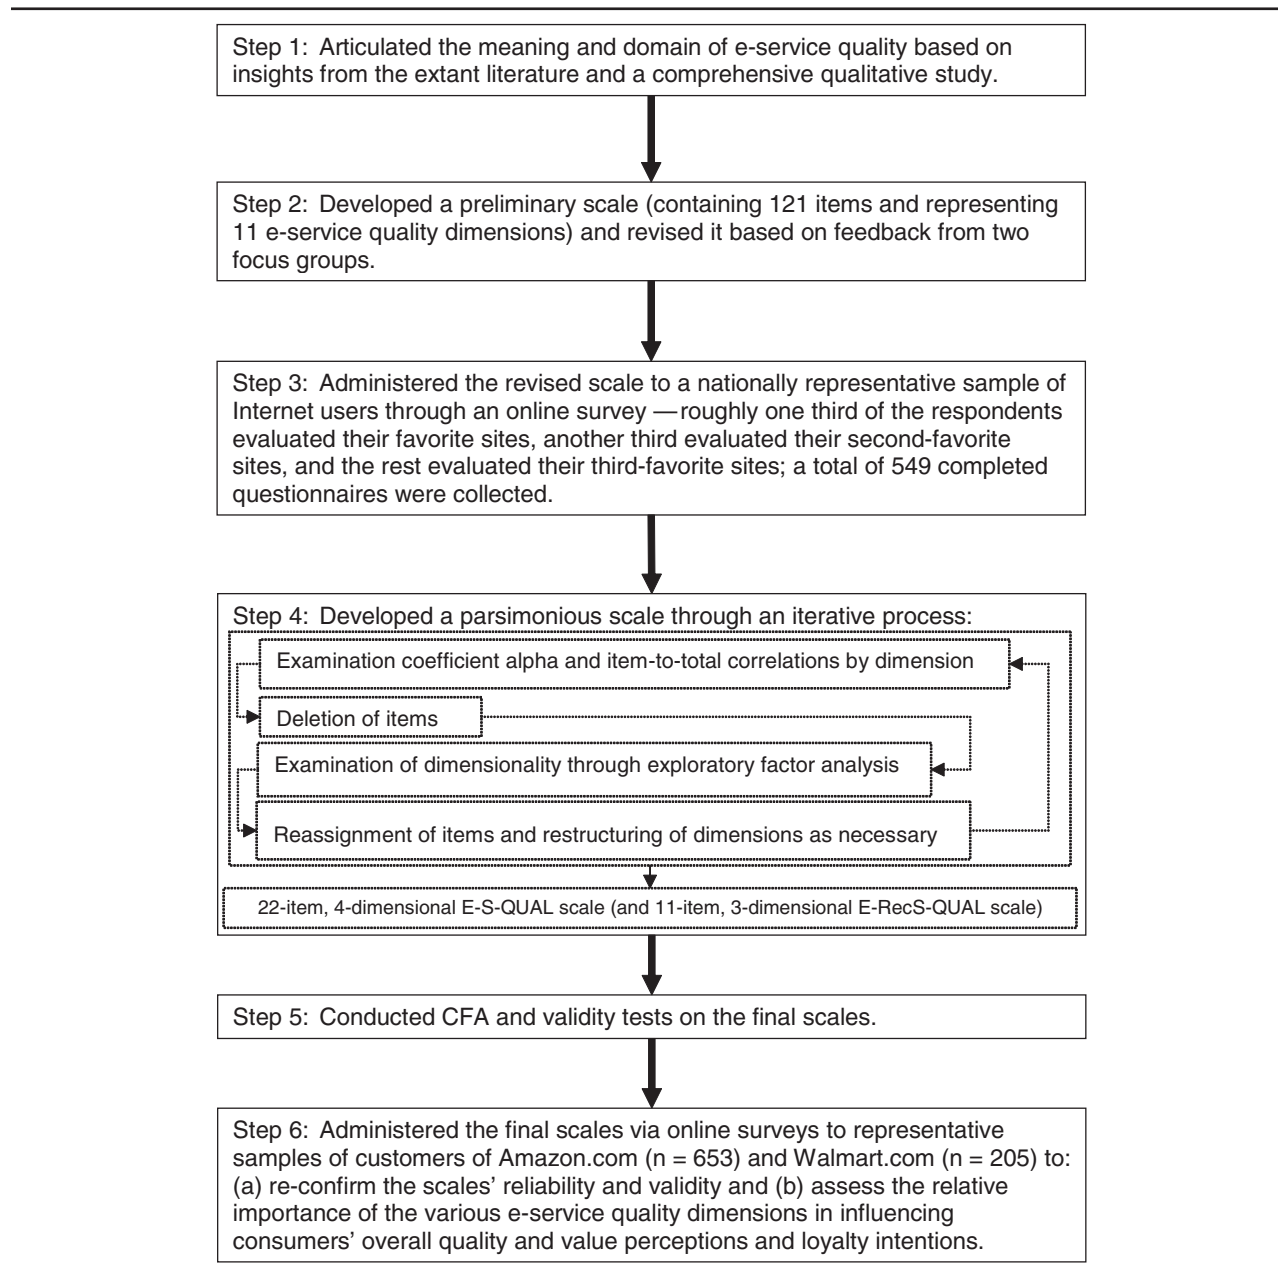 Step 1: Articulated the meaning and domain of e-service quality based on
insights from the extant literature and a comprehensive qualitative study.
Step 2: Developed a preliminary scale (containing 121 items and representing
11 e-service quality dimensions) and revised it based on feedback from two
focus groups.
Step 3: Administered the revised scale to a nationally representative sample of
Internet users through an online survey —roughly one third of the respondents
evaluated their favorite sites, another third evaluated their second-favorite
sites, and the rest evaluated their third-favorite sites; a total of 549 completed
questionnaires were collected.
Step 4: Developed a parsimonious scale through an iterative process:
Examination coefficient alpha and item-to-total correlations by dimension
Deletion of items
Examination of dimensionality through exploratory factor analysis
Reassignment of items and restructuring of dimensions as necessary
22-item, 4-dimensional E-S-QUAL scale (and 11-item, 3-dimensional E-RecS-QUAL scale)
Step 5: Conducted CFA and validity tests on the final scales.
Step 6: Administered the final scales via online surveys to representative
samples of customers of Amazon.com (n = 653) and Walmart.com (n = 205) to:
(a) re-confirm the scales’ reliability and validity and (b) assess the relative
importance of the various e-service quality dimensions in influencing
consumers’ overall quality and value perceptions and loyalty intentions.